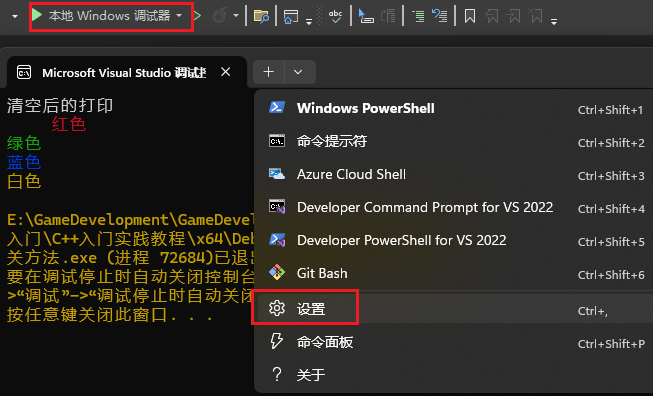 本地 Windows 调试器
abc
Microsoft Visual Studio 调试
清空后的打印
红色
绿色
蓝色
白色
E:\GameDevelopment\GameDevel
入门\C++入门实践教程\x64\Deb
关方法.exe (进程 72684)已退
要在调试停止时自动关闭控制台
>“调试”->“调试停止时自动关闭
按任意键关闭此窗口. . .
Windows PowerShell Ctrl+Shift+1
命令提示符 Ctrl+Shift+2
Azure Cloud Shell Ctrl+Shift+3
Developer Command Prompt for VS 2022 Ctrl+Shift+4
Developer PowerShell for VS 2022 Ctrl+Shift+5
Git Bash Ctrl+Shift+6
设置 Ctrl+,
命令面板 Ctrl+Shift+P
关于